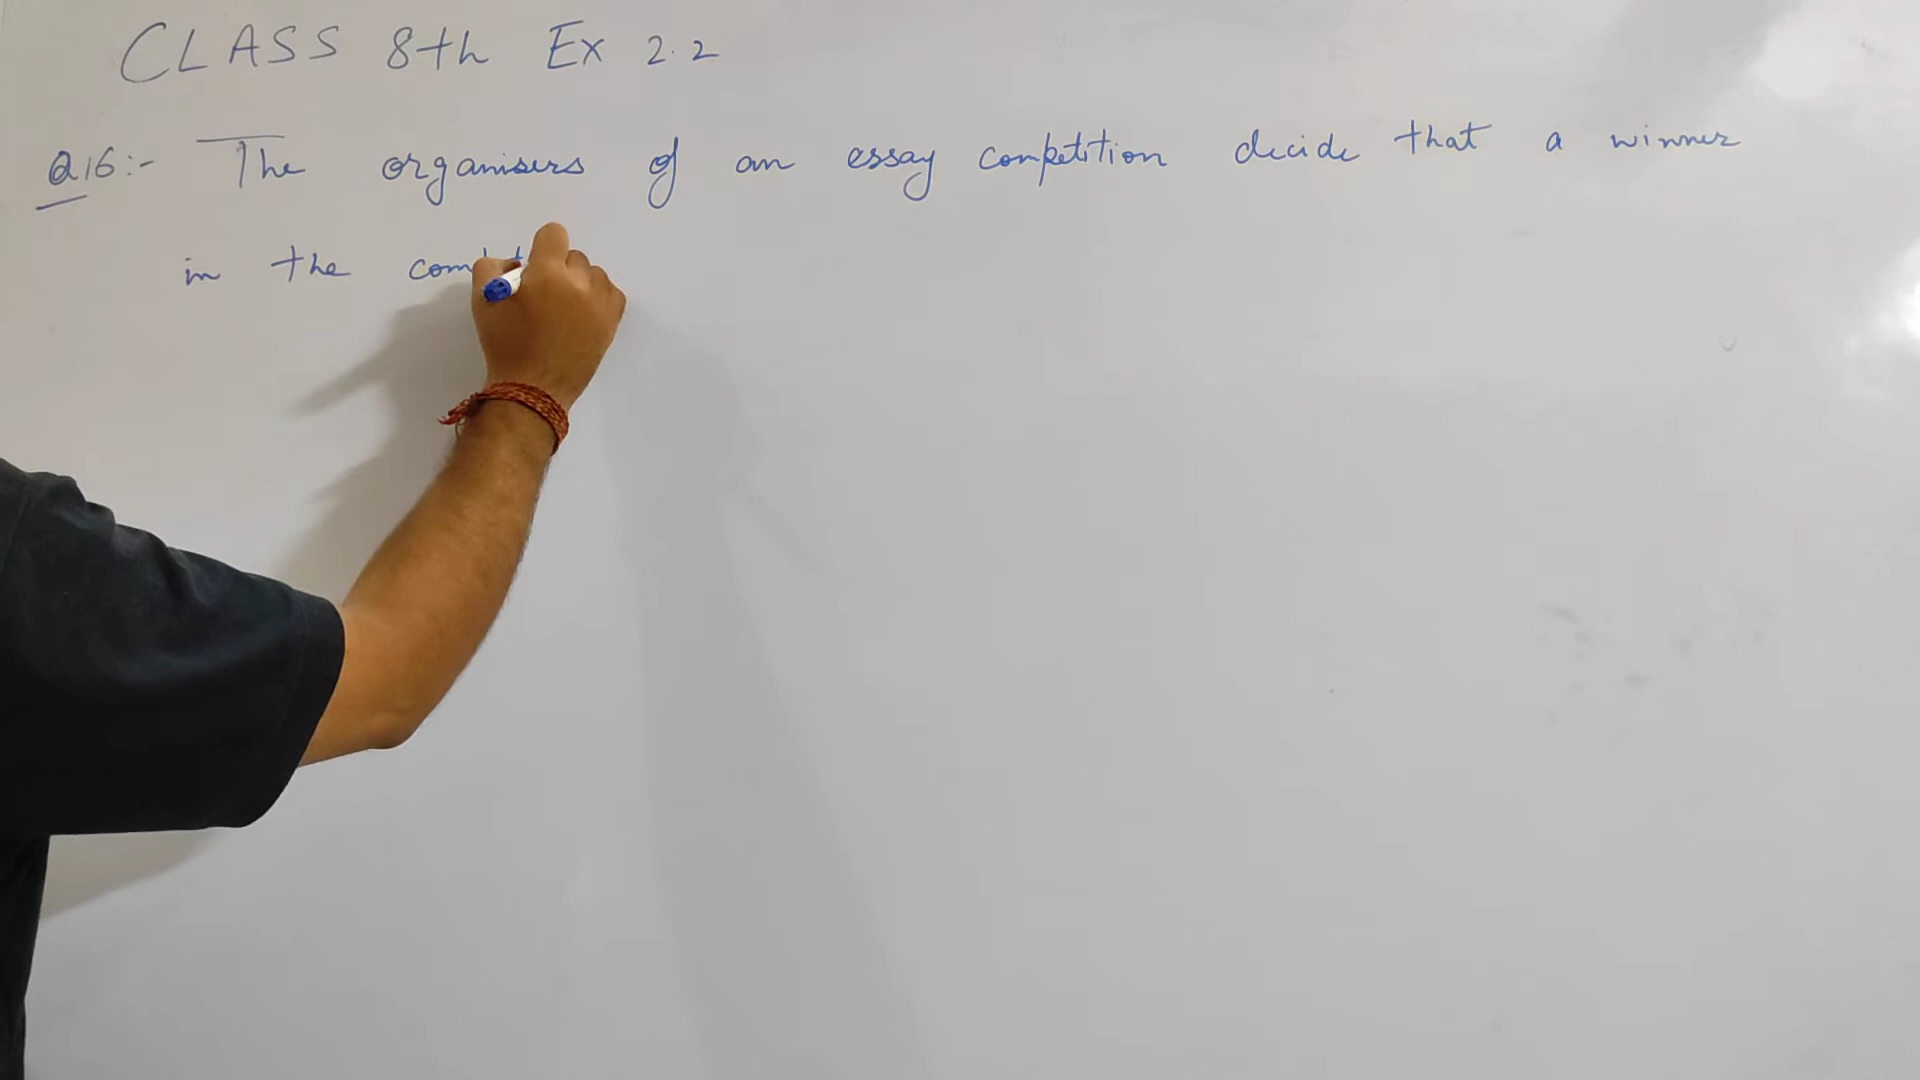 CLASS 8th Ex 2.2
Q16:- The organisers of an essay competition decide that a winner
in the